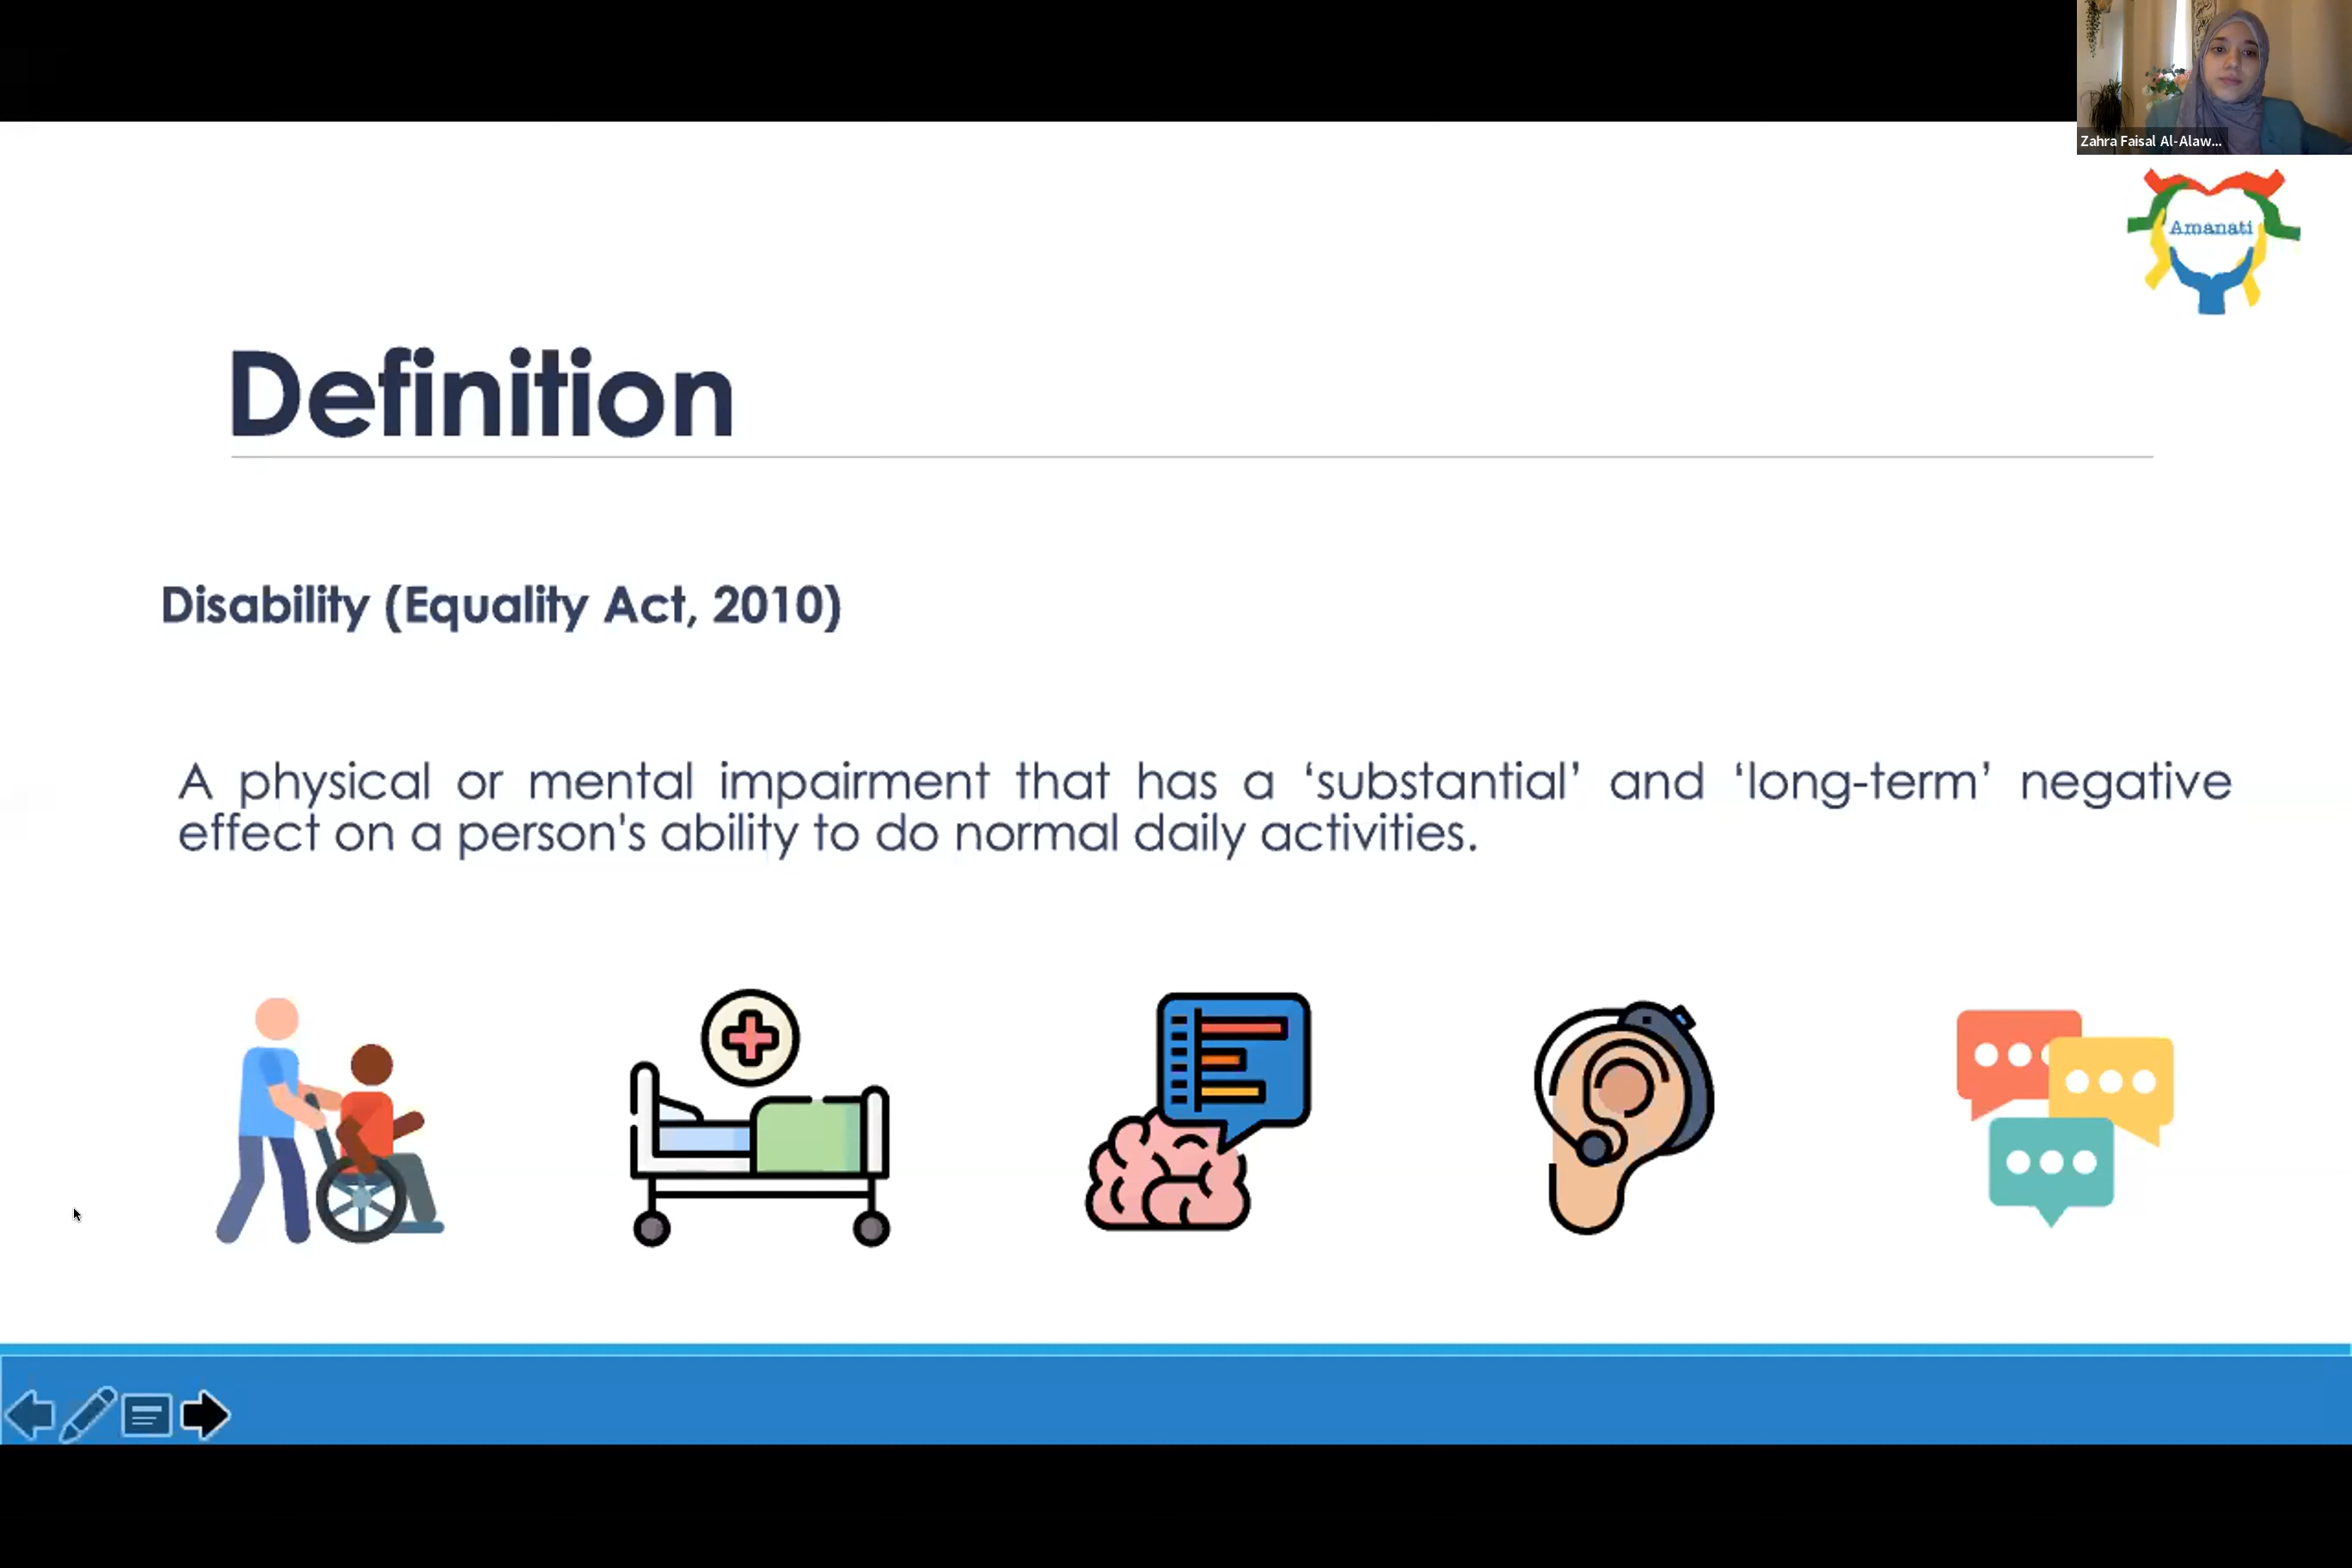 Zahra Faisal Al-Alaw...
Amanati
Definition
Disability (Equality Act, 2010)
A physical or mental impairment that has a ‘substantial’ and ‘long-term’ negative
effect on a person's ability to do normal daily activities.